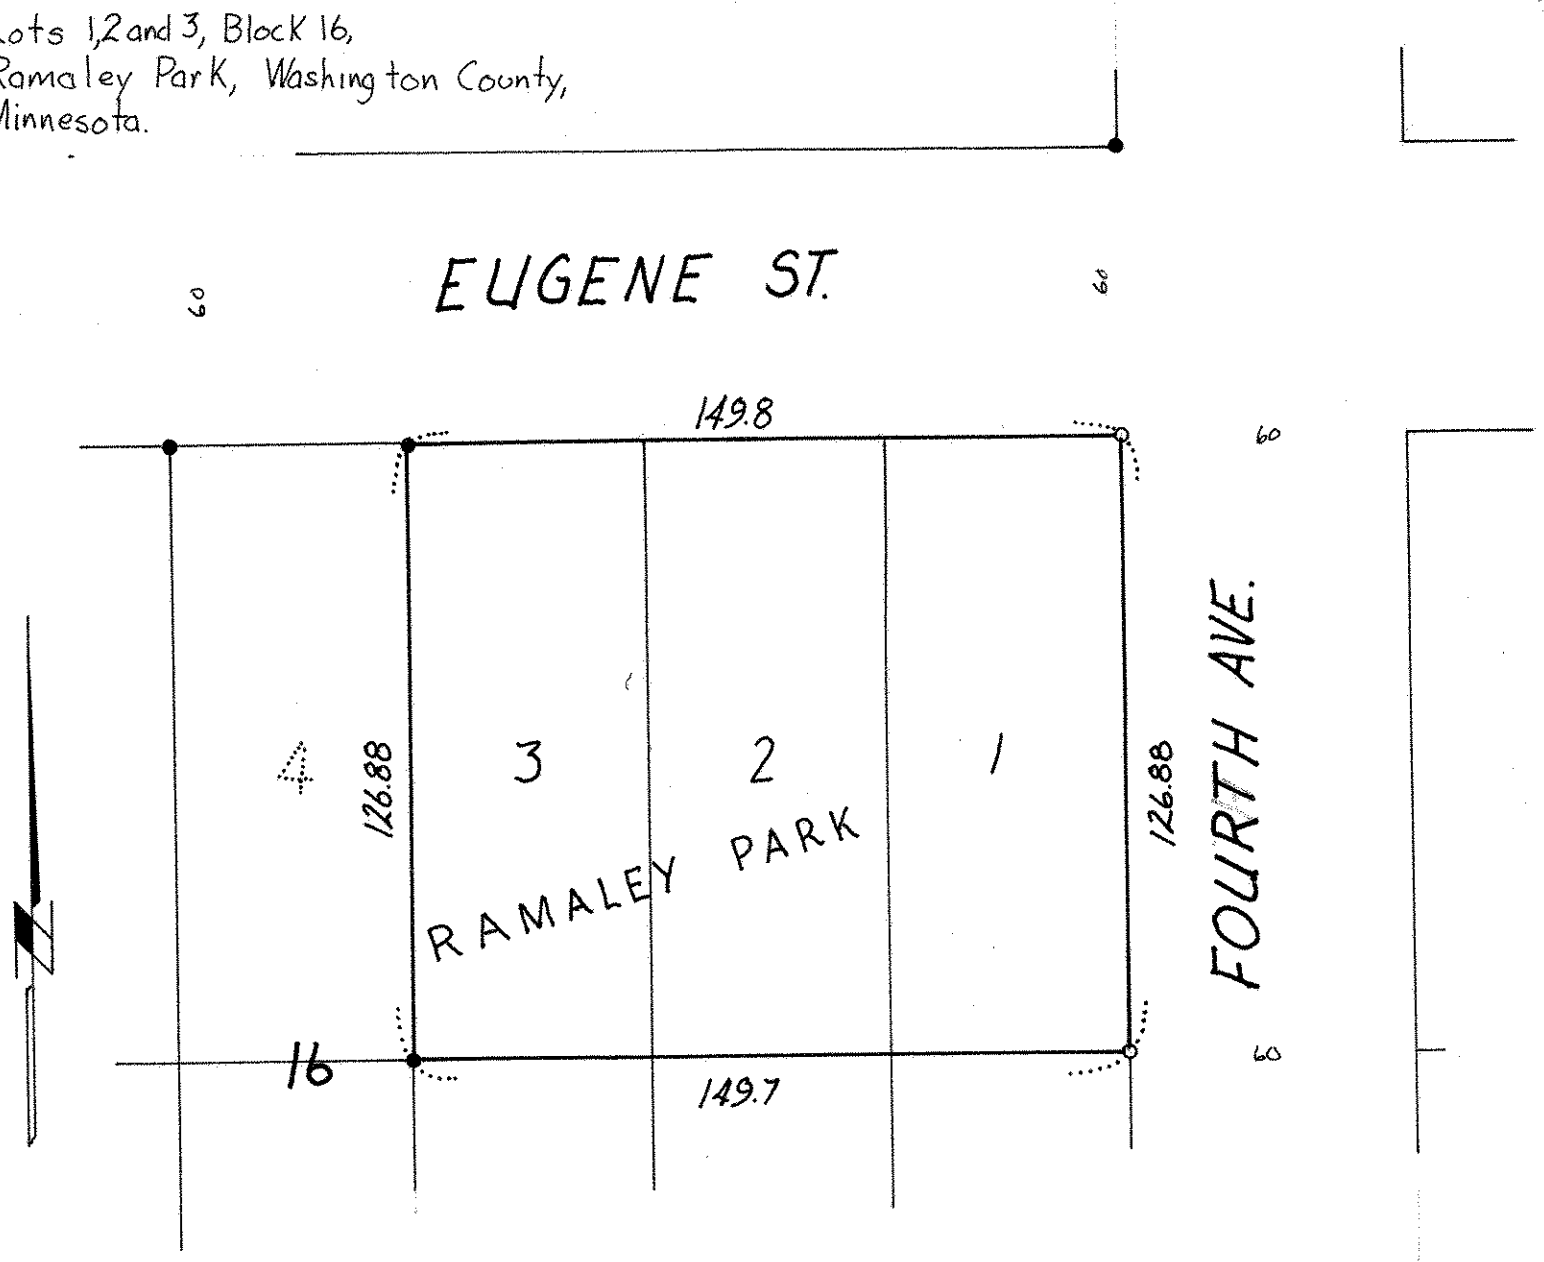 Lots 1,2 and 3, Block 16,
Ramaley Park, Washington County,
Minnesota.
EUGENE ST.
60
60
149.8
60
4
126.88
3
2
1
126.88
FOURTH AVE.
RAMALEY PARK
16
149.7
60